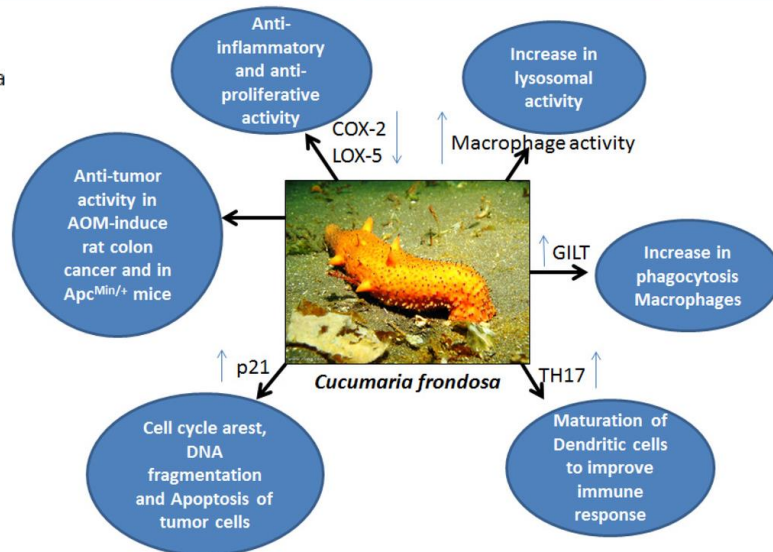 a
Anti-
inflammatory
and anti-
proliferative
activity
Increase in
lysosomal
activity
COX-2
LOX-5
Macrophage activity
Anti-tumor
activity in
AOM-induce
rat colon
cancer and in
ApcMin/+ mice
GILT
Increase in
phagocytosis
Macrophages
p21
Cucumaria frondosa
TH17
Cell cycle arest,
DNA
fragmentation
and Apoptosis of
tumor cells
Maturation of
Dendritic cells
to improve
immune
response